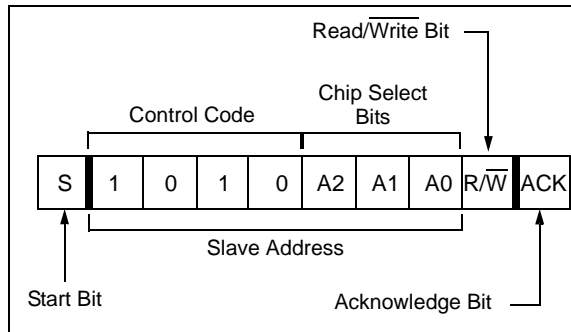 Read/Write Bit
Chip Select
Bits
Control Code
S 1 0 1 0 A2 A1 A0 R/W ACK
Slave Address
Start Bit
Acknowledge Bit